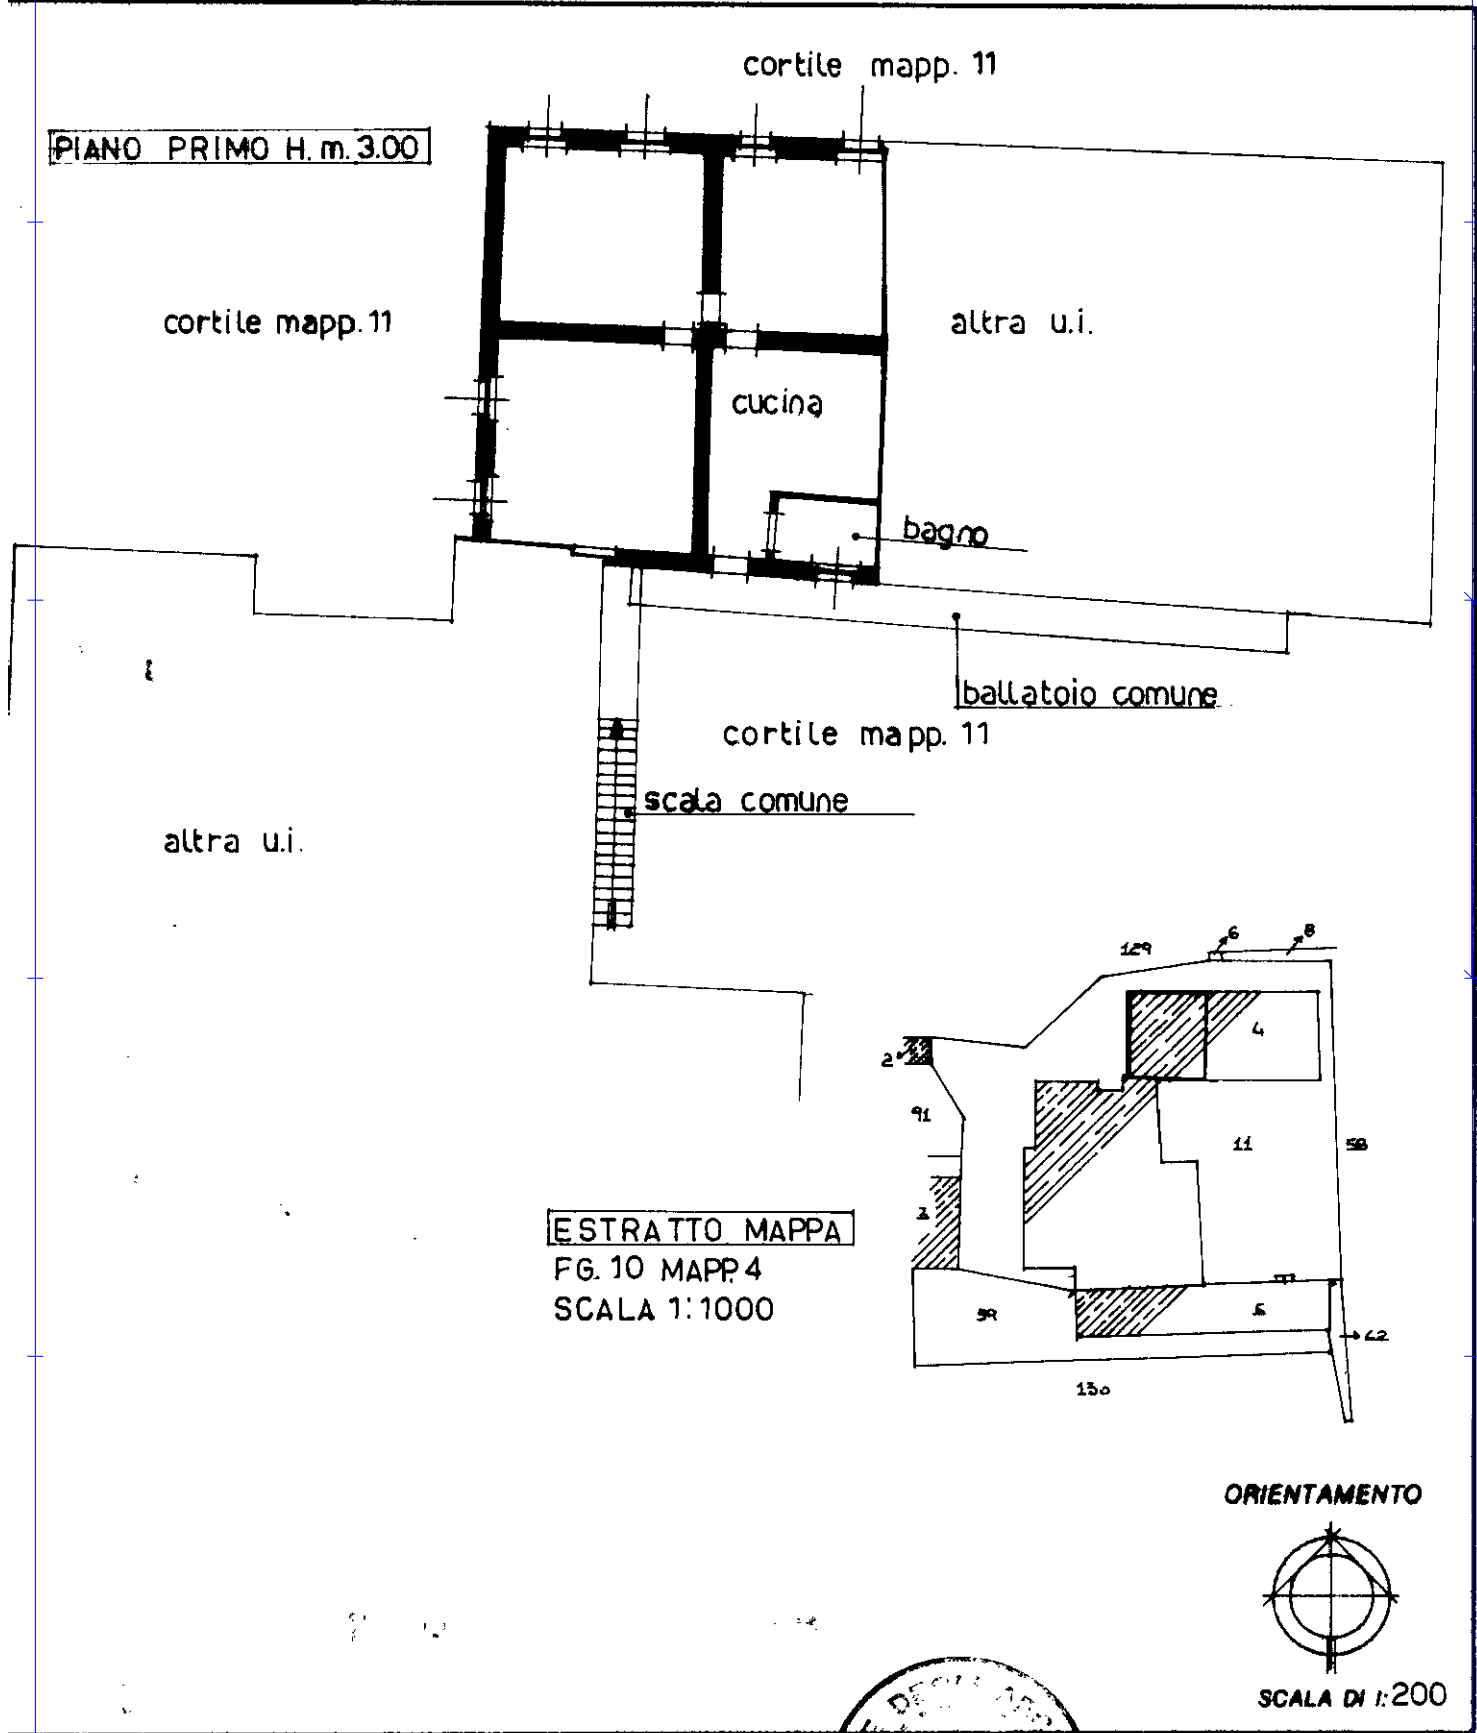 cortile mapp. 11
PIANO PRIMO H. m. 3.00
cortile mapp. 11
altra u.i.
cucina
bagno
ballatoio comune
cortile mapp. 11
scala comune
altra u.i.
129
6
8
4
2
91
11
58
ESTRATTO MAPPA
FG. 10 MAPP. 4
SCALA 1:1000
130
ORIENTAMENTO
SCALA DI 1:200